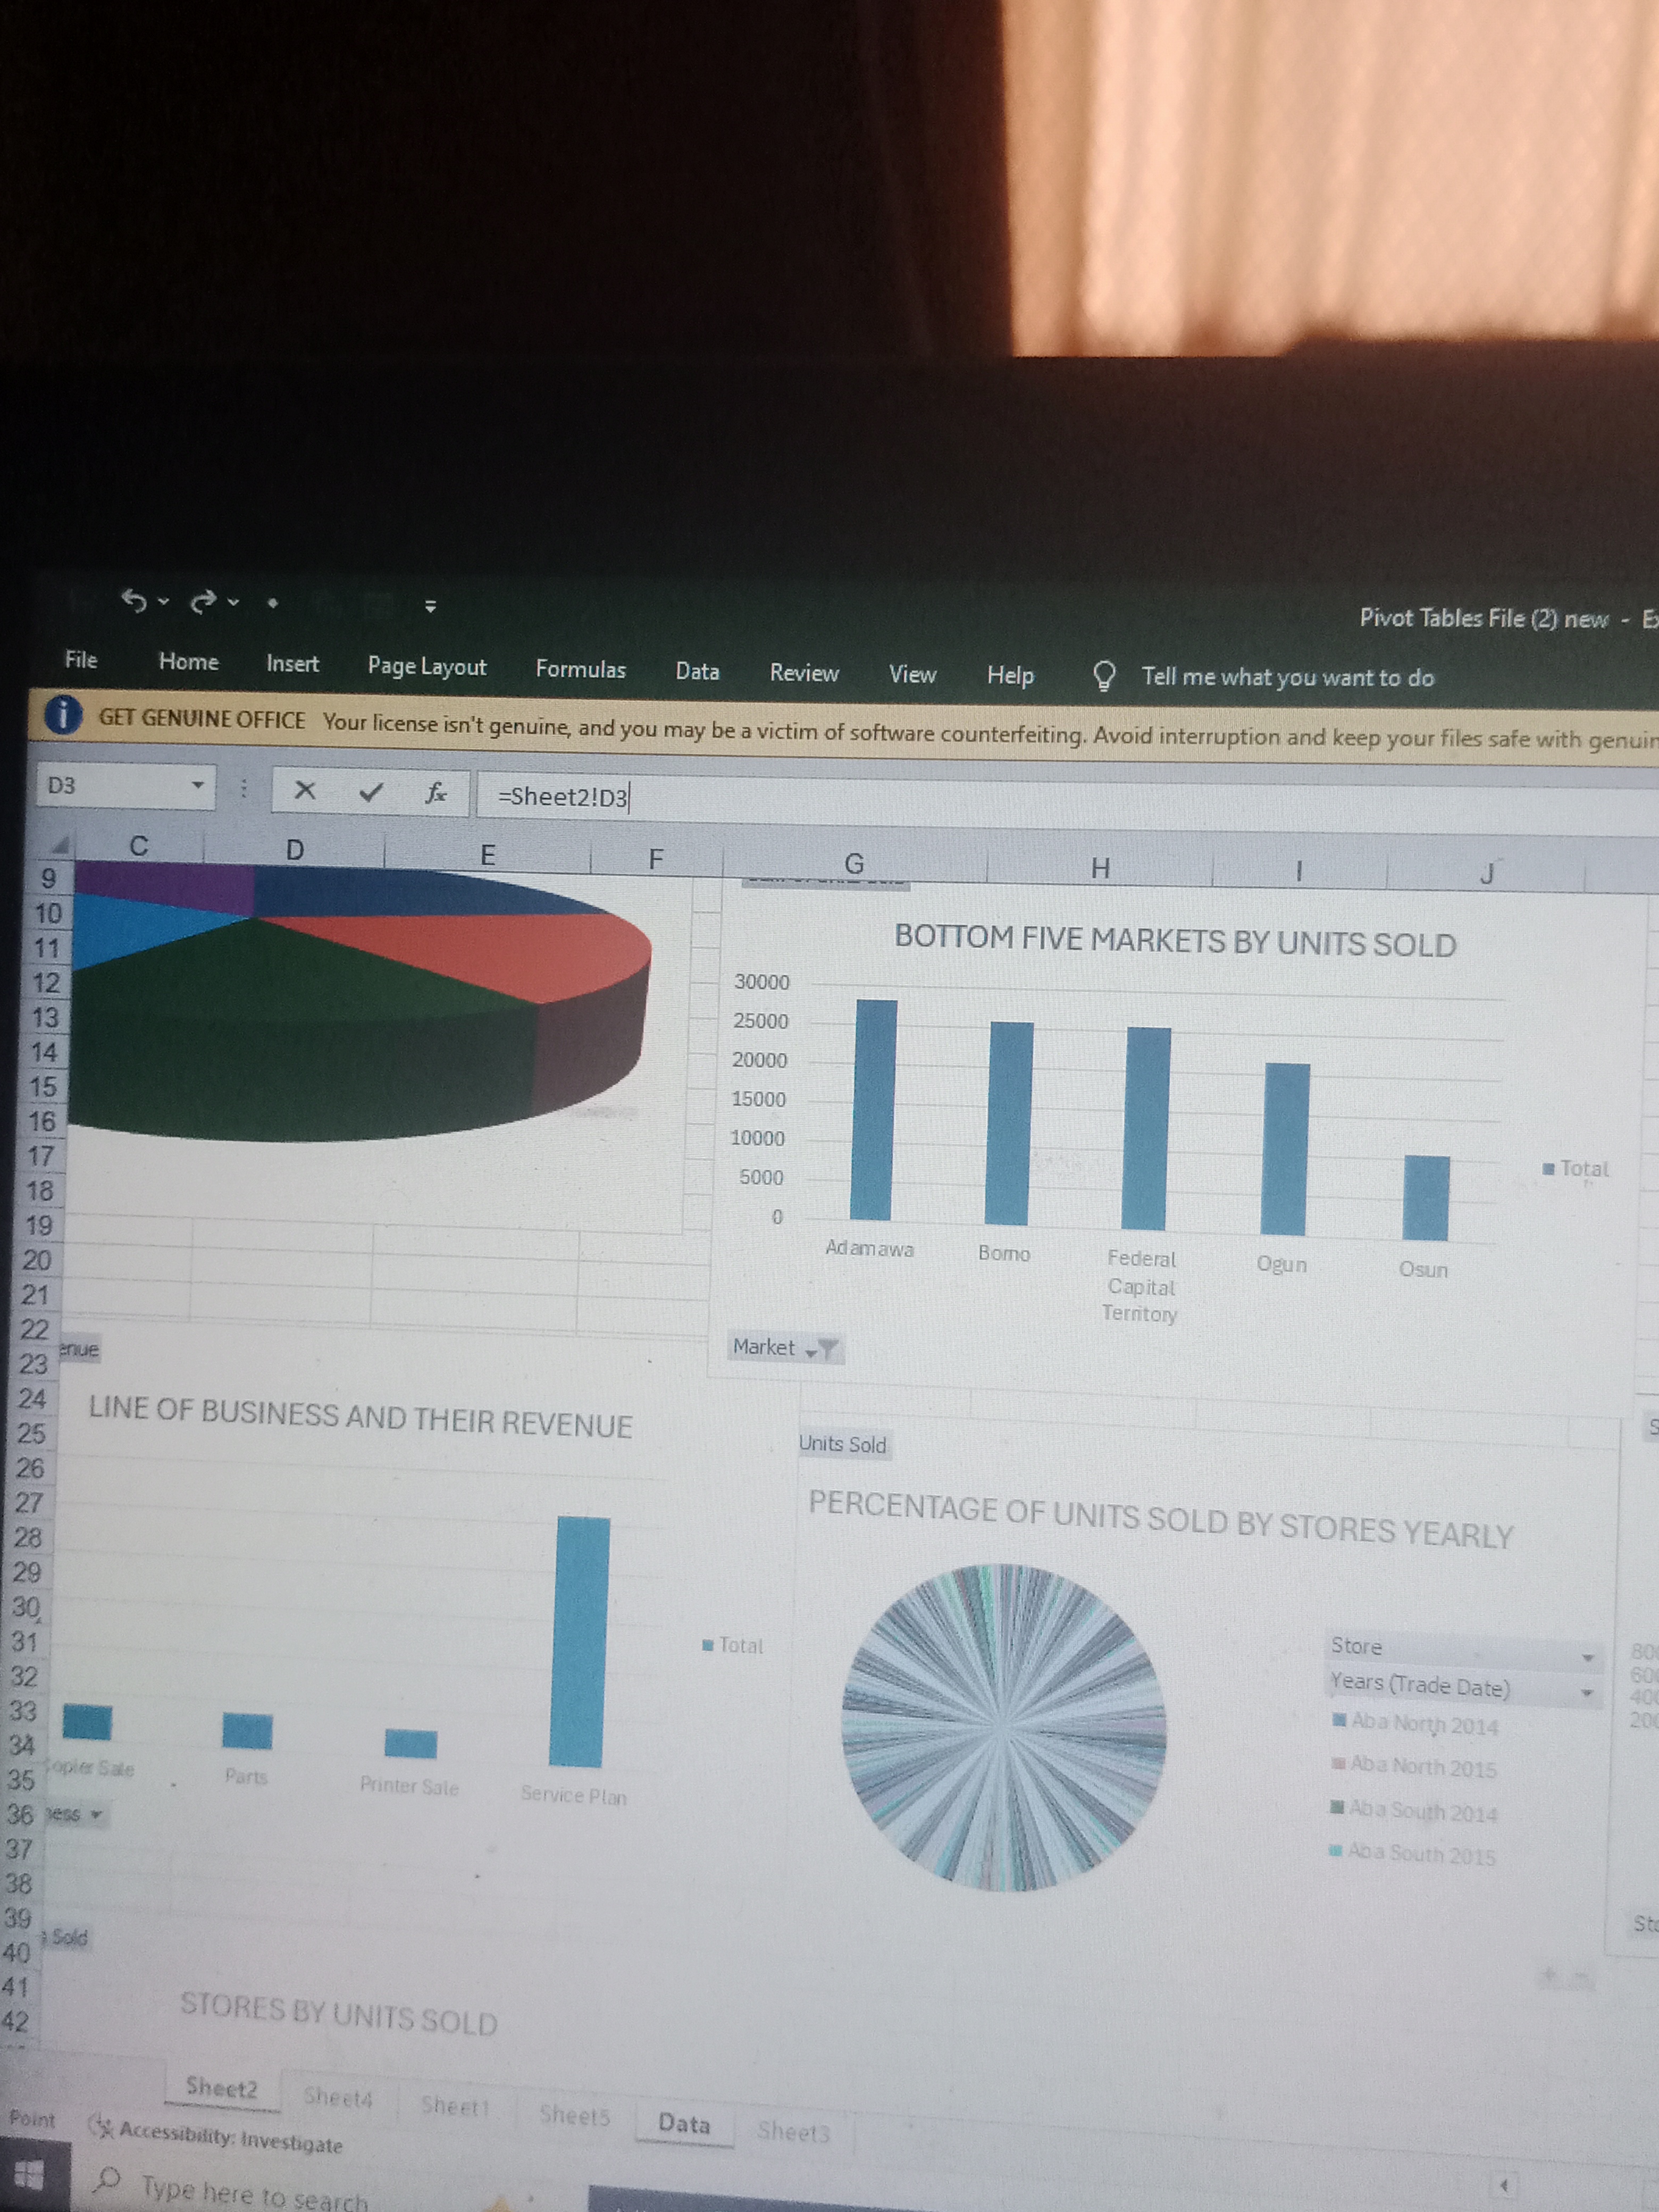 Pivot Tables File (2) new - Ex
File Home Insert Page Layout Formulas Data Review View Help Tell me what you want to do
GET GENUINE OFFICE Your license isn't genuine, and you may be a victim of software counterfeiting. Avoid interruption and keep your files safe with genuin
D3 fx =Sheet2!D3
C D E F G H I J
9
10
11
12
13
14
15
16
17
18
19
20
21
22
23
24
25
26
27
28
29
30
31
32
33
34
35
36
37
38
39
40
41
42
BOTTOM FIVE MARKETS BY UNITS SOLD
30000
25000
20000
15000
10000
5000
0
Adamawa Borno Federal Capital Territory Ogun Osun
Total
Market
enue
LINE OF BUSINESS AND THEIR REVENUE
Total
opier Sale Parts Printer Sale Service Plan
ness
Units Sold
PERCENTAGE OF UNITS SOLD BY STORES YEARLY
Store
Years (Trade Date)
Aba North 2014
Aba North 2015
Aba South 2014
Aba South 2015
S
800
600
400
200
Sto
Sold
STORES BY UNITS SOLD
Sheet2 Sheet4 Sheet1 Sheet5 Data Sheet3
Point Accessibility: Investigate
Type here to search